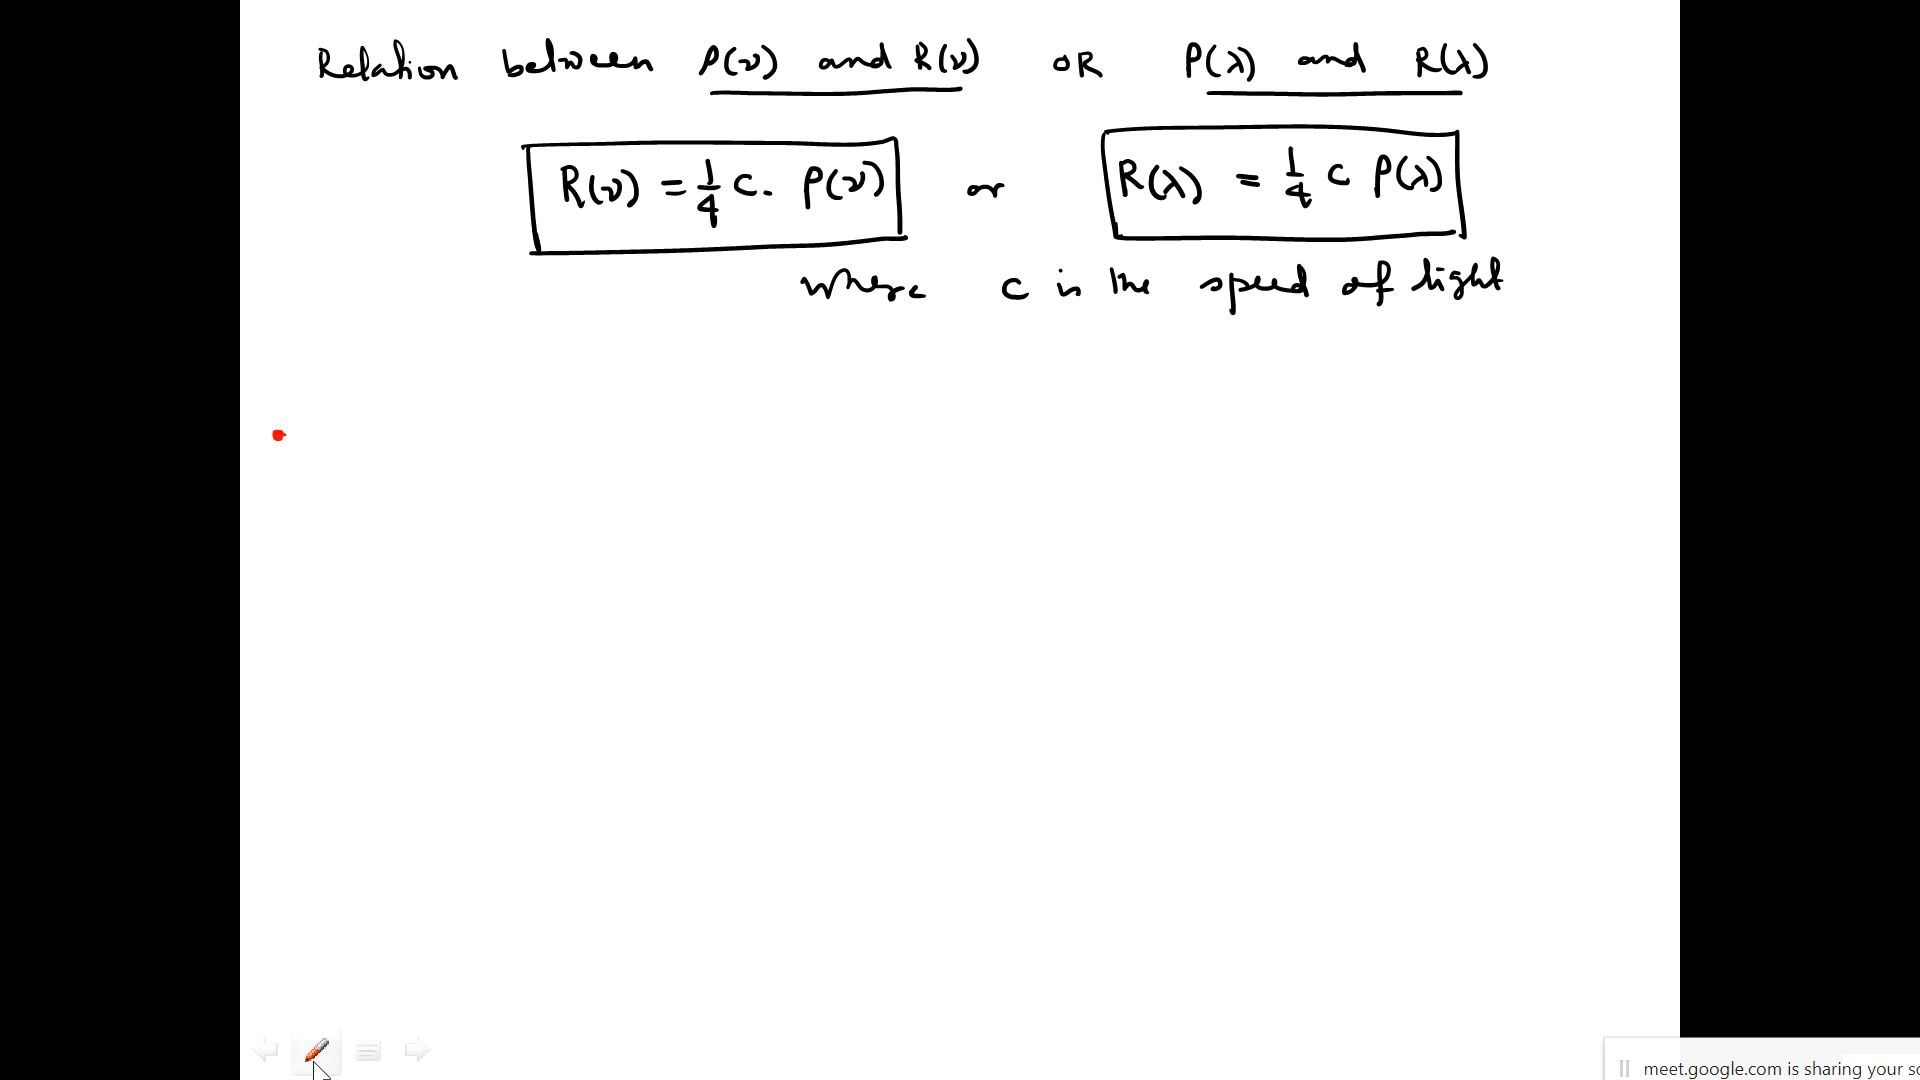 Relation between ρ(ν) and R(ν) OR ρ(λ) and R(λ)
R(ν) = 1/4 c. ρ(ν) or R(λ) = 1/4 c ρ(λ)
where c is the speed of light
meet.google.com is sharing your sc